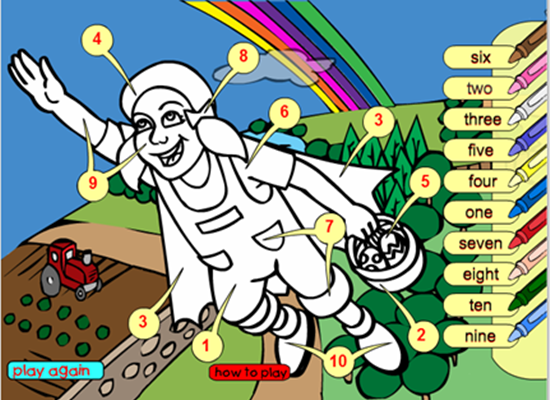 4
8
6
3
9
5
7
3
1
2
10
six
two
three
five
four
one
seven
eight
ten
nine
play again
how to play